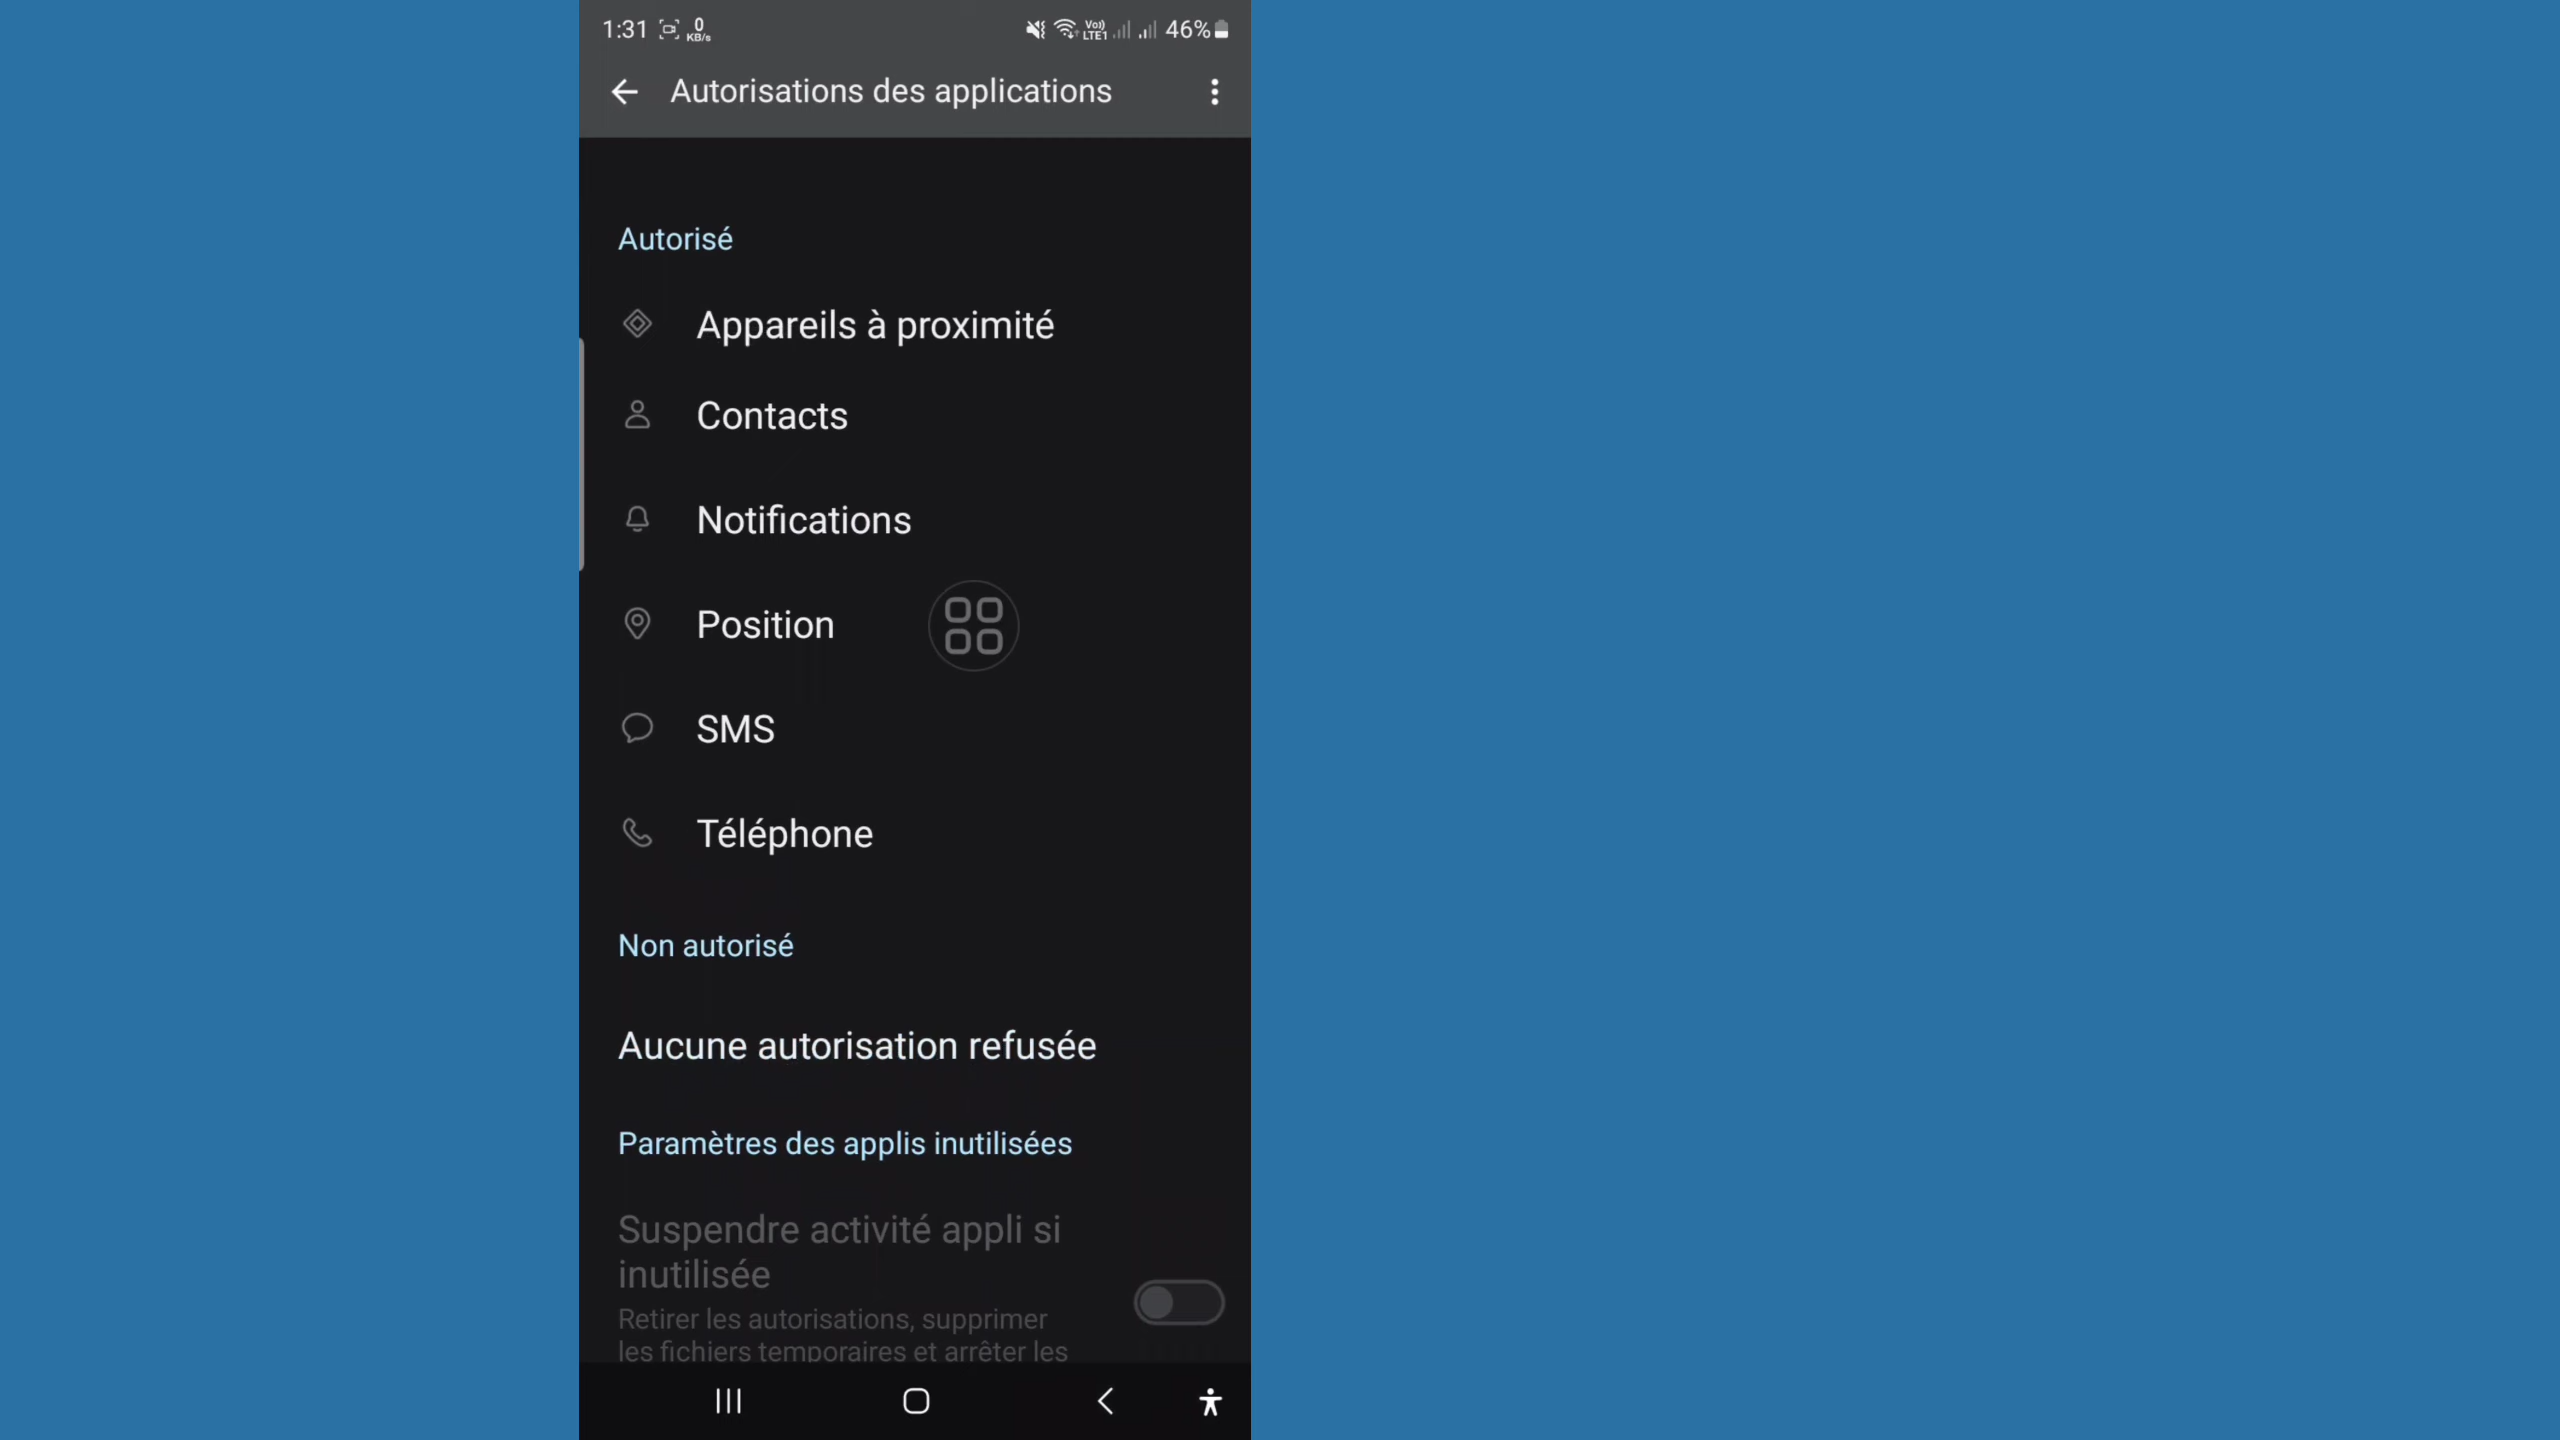 1:31 0 KB/s Vo)) LTE1 46%
Autorisations des applications
Autorisé
Appareils à proximité
Contacts
Notifications
Position
SMS
Téléphone
Non autorisé
Aucune autorisation refusée
Paramètres des applis inutilisées
Suspendre activité appli si
inutilisée
Retirer les autorisations, supprimer
les fichiers temporaires et arrêter les